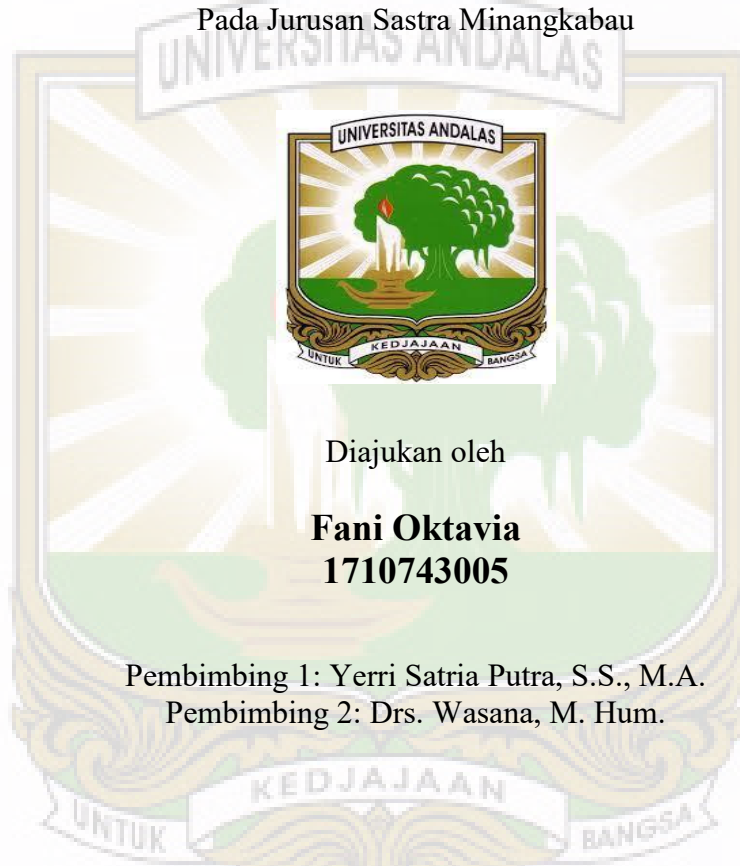 Pada Jurusan Sastra Minangkabau
UNIVERSITAS ANDALAS
UNIVERSITAS ANDALAS
UNTUK KEDJAJAAN BANGSA
Diajukan oleh
Fani Oktavia
1710743005
Pembimbing 1: Yerri Satria Putra, S.S., M.A.
Pembimbing 2: Drs. Wasana, M. Hum.
UNTUK KEDJAJAAN BANGSA